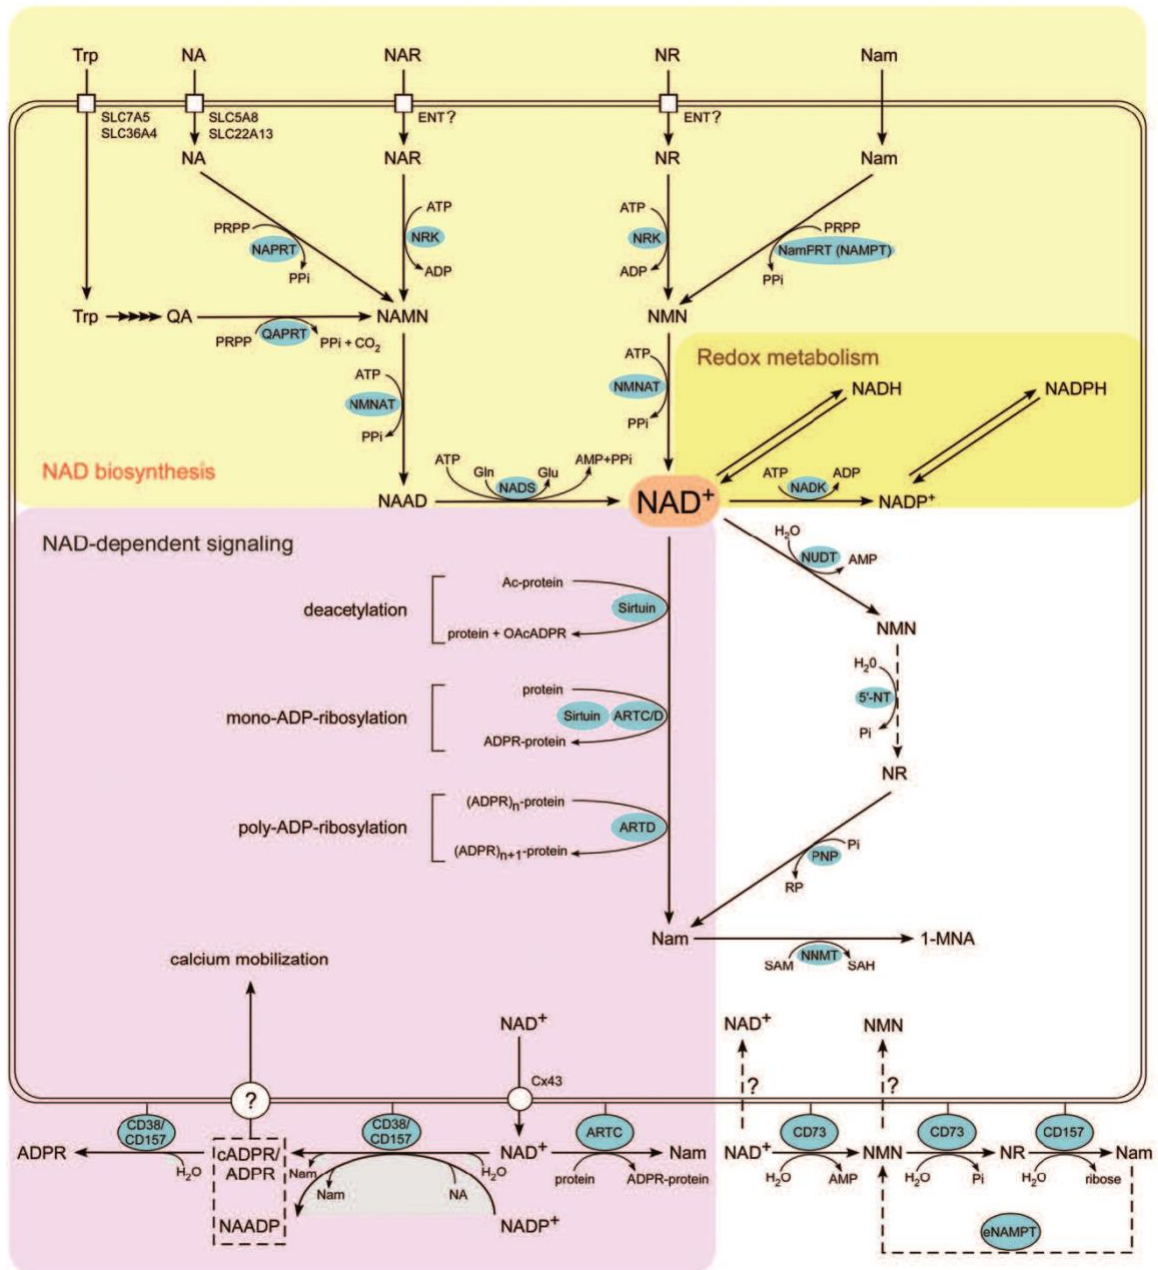 Trp NA NAR NR Nam
SLC7A5 SLC5A8 ENT? ENT?
SLC36A4 SLC22A13
NA NAR NR Nam
PRPP ATP ATP PRPP
NAPRT NRK NRK NamPRT (NAMPT)
PPi ADP ADP PPi
Trp QA NAMN NMN
PRPP QAPRT PPi + CO2
ATP ATP Redox metabolism
NMNAT NMNAT NADH NADPH
PPi PPi
NAD biosynthesis ATP Gln NADS Glu AMP+PPi ATP NADK ADP
NAAD NAD+ NADP+
NAD-dependent signaling H2O NUDT AMP
deacetylation Ac-protein Sirtuin
protein + OAcADPR
NMN
H20
5'-NT
Pi
mono-ADP-ribosylation protein Sirtuin ARTC/D
ADPR-protein
NR
poly-ADP-ribosylation (ADPR)n-protein ARTD
(ADPR)n+1-protein
Pi
PNP
RP
Nam 1-MNA
SAM NNMT SAH
calcium mobilization
NAD+ NAD+ NMN
Cx43 ? ?
?
CD38/ CD38/ ARTC CD73 CD73 CD157
CD157 CD157
ADPR cADPR/ NAD+ Nam NAD+ NMN NR Nam
H2O ADPR Nam H2O protein ADPR-protein H2O AMP H2O Pi H2O ribose
Nam NA
NAADP NADP+ eNAMPT